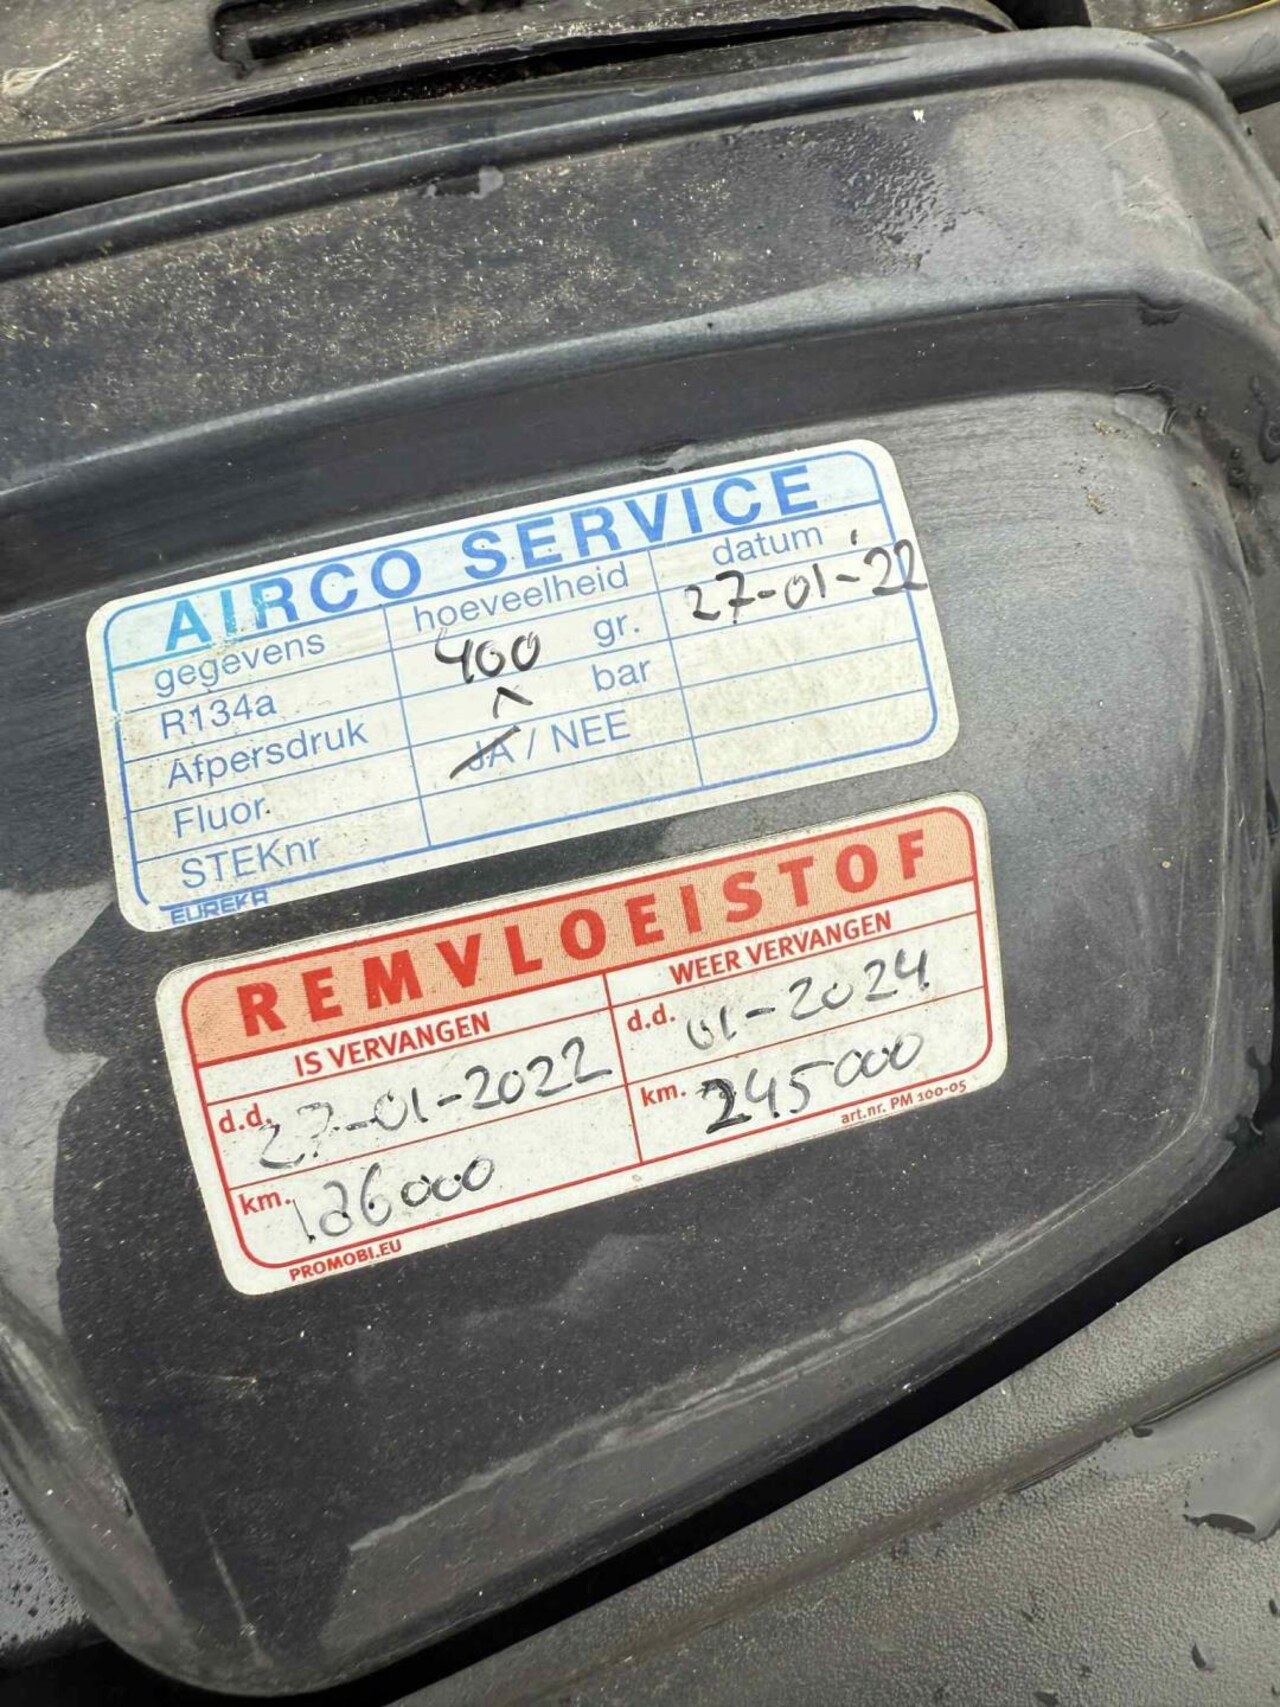 AIRCO SERVICE
gegevens hoeveelheid datum
R134a 400 gr. 27-01-'22
Afpersdruk bar
Fluor. JA / NEE
STEKnr
EUREKA
REMVLOEISTOF
IS VERVANGEN WEER VERVANGEN
d.d. 27-01-2022 d.d. 01-2024
km. 186000 km. 245000
PROMOBI.EU art.nr. PM 100-05